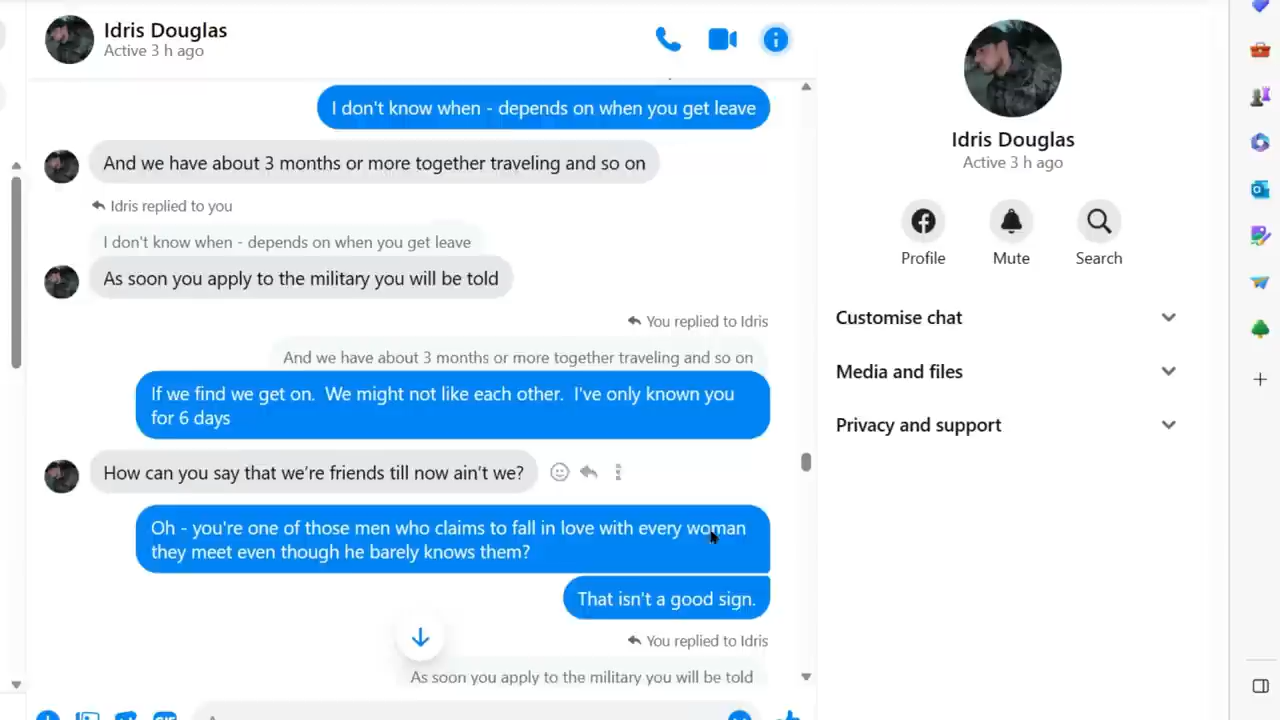 Idris Douglas
Active 3 h ago
I don't know when - depends on when you get leave
And we have about 3 months or more together traveling and so on
Idris replied to you
I don't know when - depends on when you get leave
As soon you apply to the military you will be told
You replied to Idris
And we have about 3 months or more together traveling and so on
If we find we get on.  We might not like each other.  I've only known you
for 6 days
How can you say that we're friends till now ain't we?
Oh - you're one of those men who claims to fall in love with every woman
they meet even though he barely knows them?
That isn't a good sign.
You replied to Idris
As soon you apply to the military you will be told
Idris Douglas
Active 3 h ago
Profile
Mute
Search
Customise chat
Media and files
Privacy and support